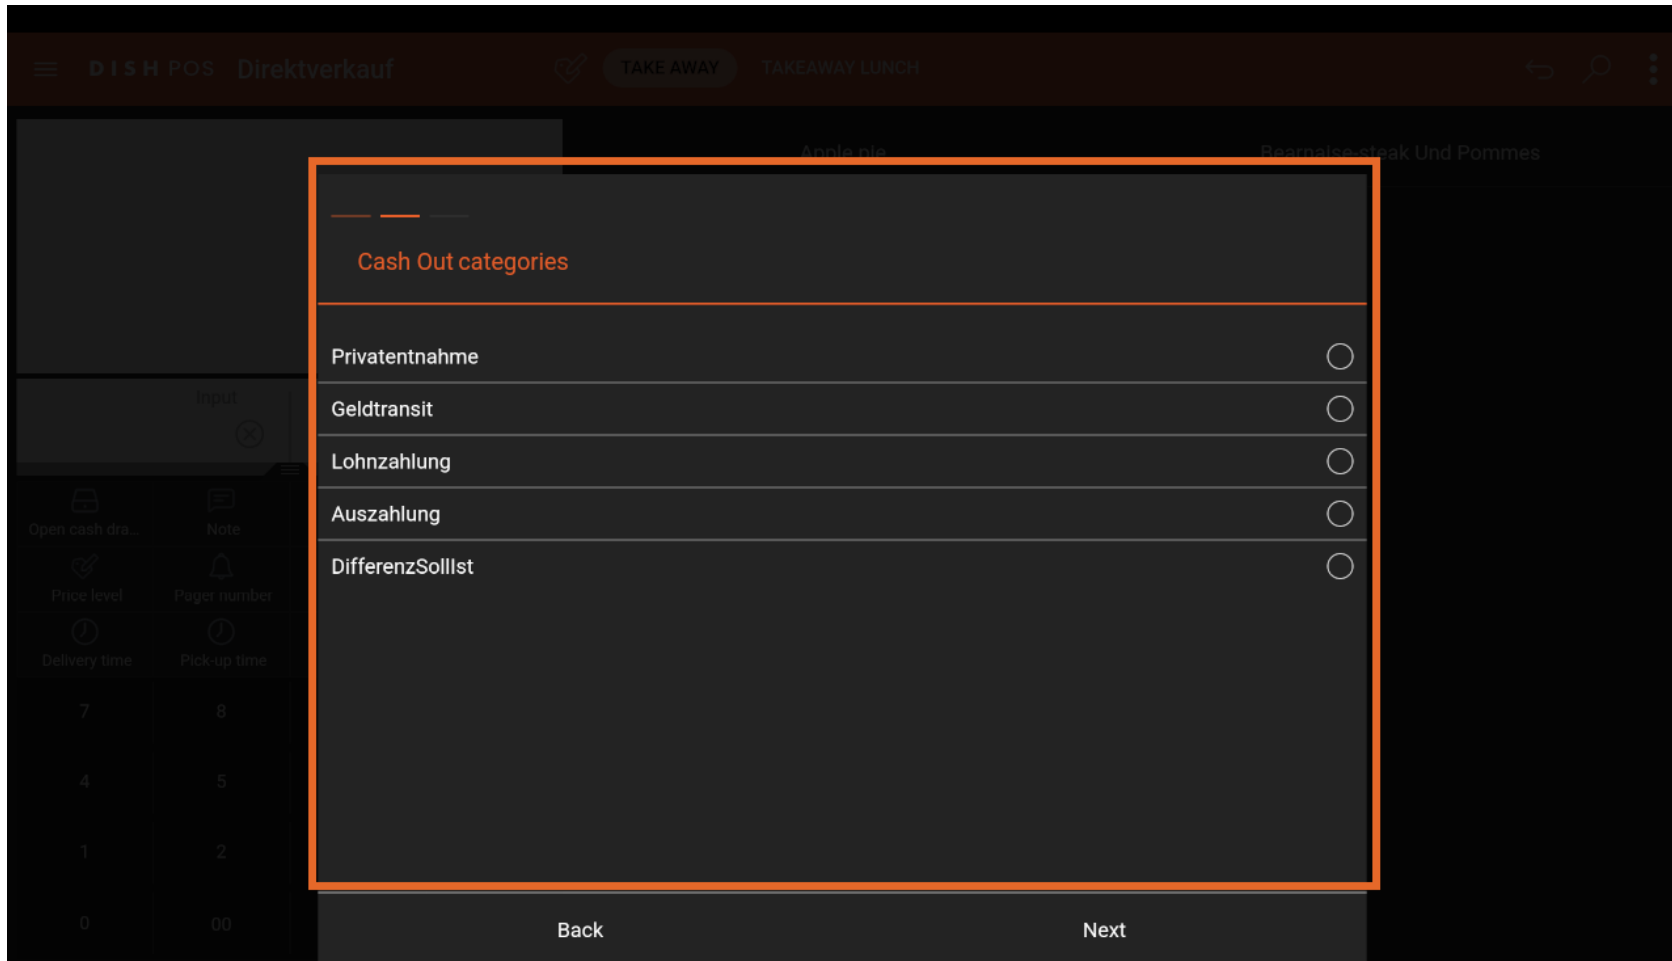 DISH POS Direktverkauf TAKE AWAY TAKEAWAY LUNCH
Apple pie Bearnaise-steak Und Pommes
Cash Out categories
Privatentnahme
Geldtransit
Lohnzahlung
Auszahlung
DifferenzSollIst
Input
Open cash dra... Note
Price level Pager number
Delivery time Pick-up time
7 8
4 5
1 2
0 00
Back Next